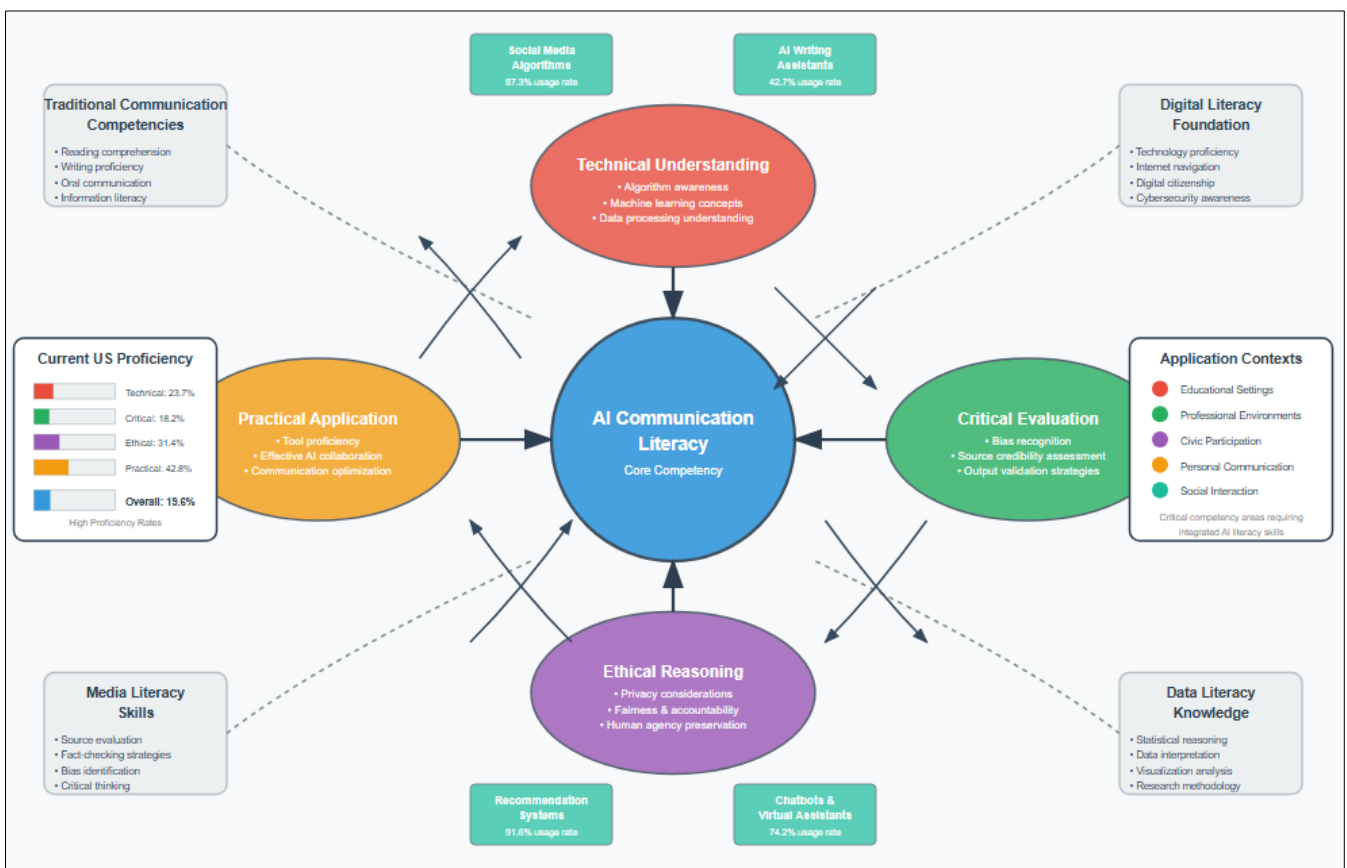 Social Media
Algorithms
87.3% usage rate
AI Writing
Assistants
42.7% usage rate
Traditional Communication
Competencies
• Reading comprehension
• Writing proficiency
• Oral communication
• Information literacy
Digital Literacy
Foundation
• Technology proficiency
• Internet navigation
• Digital citizenship
• Cybersecurity awareness
Technical Understanding
• Algorithm awareness
• Machine learning concepts
• Data processing understanding
Current US Proficiency
Technical: 23.7%
Critical: 18.2%
Ethical: 31.4%
Practical: 42.8%
Overall: 19.6%
High Proficiency Rates
Practical Application
• Tool proficiency
• Effective AI collaboration
• Communication optimization
AI Communication
Literacy
Core Competency
Critical Evaluation
• Bias recognition
• Source credibility assessment
• Output validation strategies
Application Contexts
Educational Settings
Professional Environments
Civic Participation
Personal Communication
Social Interaction
Critical competency areas requiring
integrated AI literacy skills
Ethical Reasoning
• Privacy considerations
• Fairness & accountability
• Human agency preservation
Media Literacy
Skills
• Source evaluation
• Fact-checking strategies
• Bias identification
• Critical thinking
Data Literacy
Knowledge
• Statistical reasoning
• Data interpretation
• Visualization analysis
• Research methodology
Recommendation
Systems
91.6% usage rate
Chatbots &
Virtual Assistants
74.2% usage rate